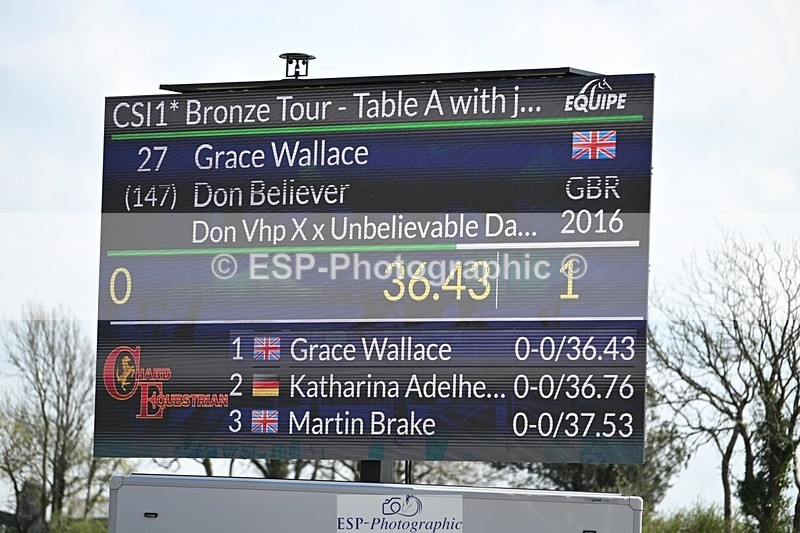 CSI1* Bronze Tour - Table A with j...
EQUIPE
27 Grace Wallace
(147) Don Believer GBR
Don Vhp X x Unbelievable Da... 2016
© ESP-Photographic ©
0 36.43 1
1 Grace Wallace 0-0/36.43
2 Katharina Adelhe... 0-0/36.76
3 Martin Brake 0-0/37.53
CHARD
EQUESTRIAN
ESP-Photographic